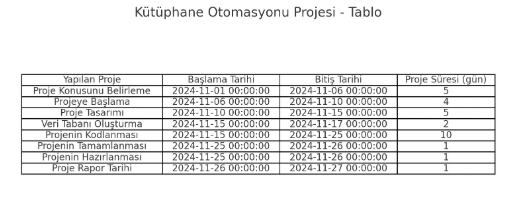 Kütüphane Otomasyonu Projesi - Tablo
Yapılan Proje Başlama Tarihi Bitiş Tarihi Proje Süresi (gün)
Proje Konusunu Belirleme 2024-11-01 00:00:00 2024-11-06 00:00:00 5
Projeye Başlama 2024-11-06 00:00:00 2024-11-10 00:00:00 4
Proje Tasarımı 2024-11-10 00:00:00 2024-11-15 00:00:00 5
Veri Tabanı Oluşturma 2024-11-15 00:00:00 2024-11-17 00:00:00 2
Projenin Kodlanması 2024-11-15 00:00:00 2024-11-25 00:00:00 10
Projenin Tamamlanması 2024-11-25 00:00:00 2024-11-26 00:00:00 1
Projenin Hazırlanması 2024-11-25 00:00:00 2024-11-26 00:00:00 1
Proje Rapor Tarihi 2024-11-26 00:00:00 2024-11-27 00:00:00 1